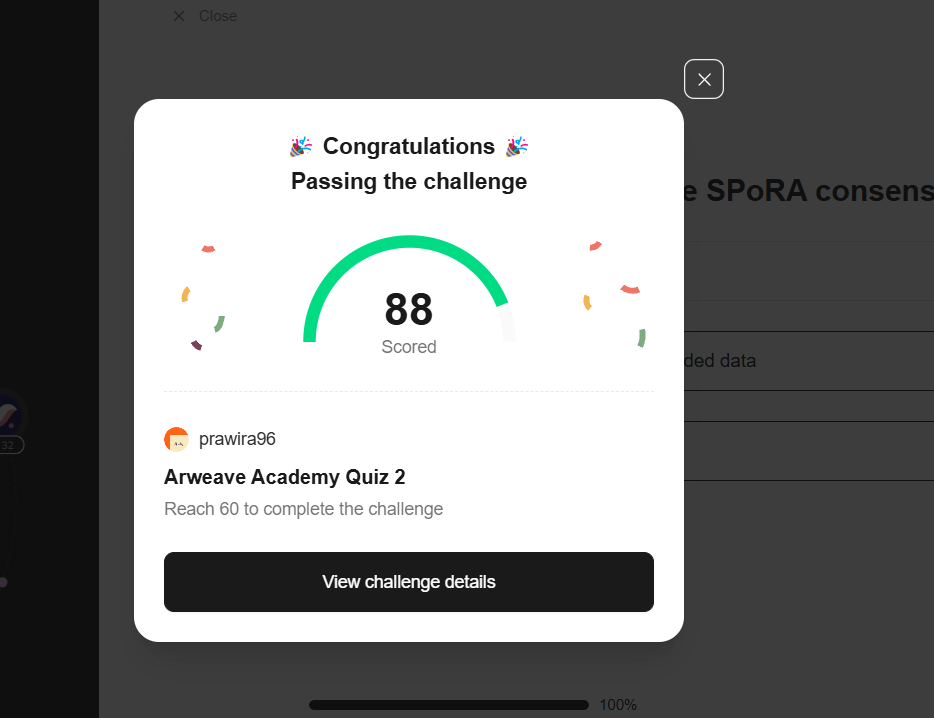 Close
Congratulations
Passing the challenge
e SPoRA consens
88
Scored
ded data
prawira96
32
Arweave Academy Quiz 2
Reach 60 to complete the challenge
View challenge details
100%